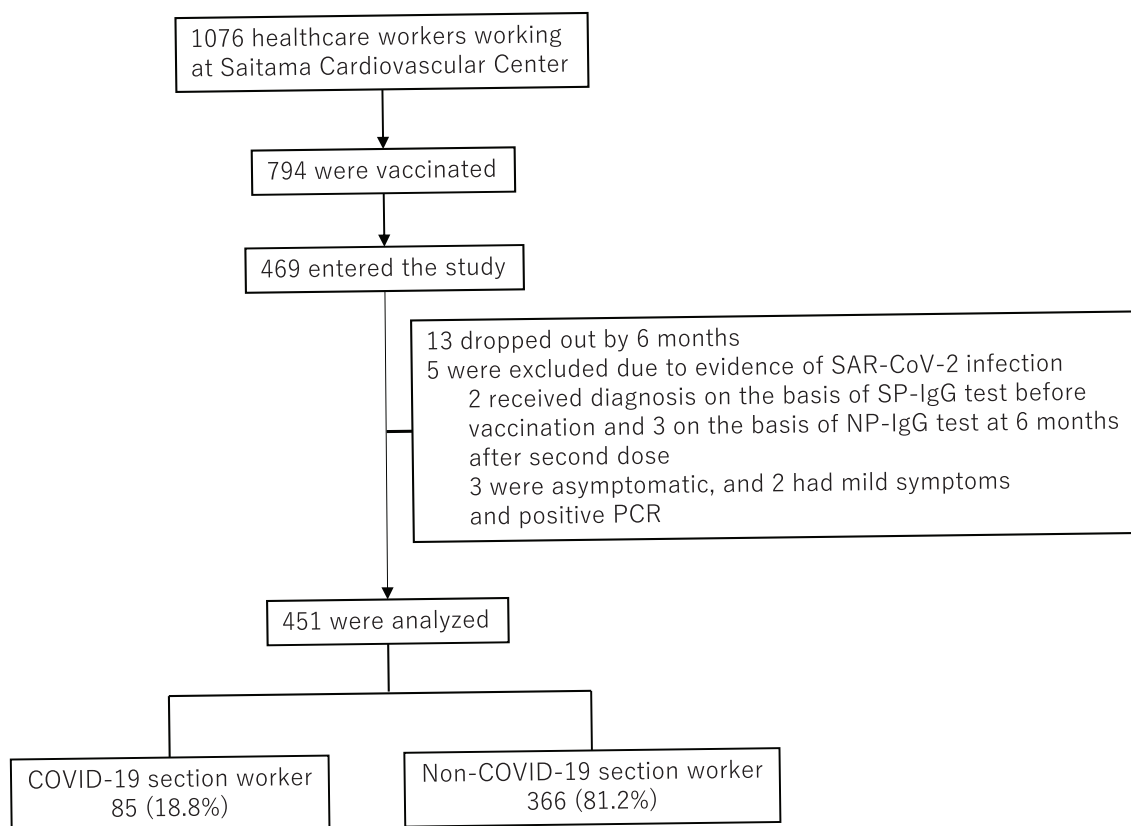 1076 healthcare workers working
at Saitama Cardiovascular Center
794 were vaccinated
469 entered the study
13 dropped out by 6 months
5 were excluded due to evidence of SAR-CoV-2 infection
2 received diagnosis on the basis of SP-IgG test before
vaccination and 3 on the basis of NP-IgG test at 6 months
after second dose
3 were asymptomatic, and 2 had mild symptoms
and positive PCR
451 were analyzed
COVID-19 section worker
85 (18.8%)
Non-COVID-19 section worker
366 (81.2%)